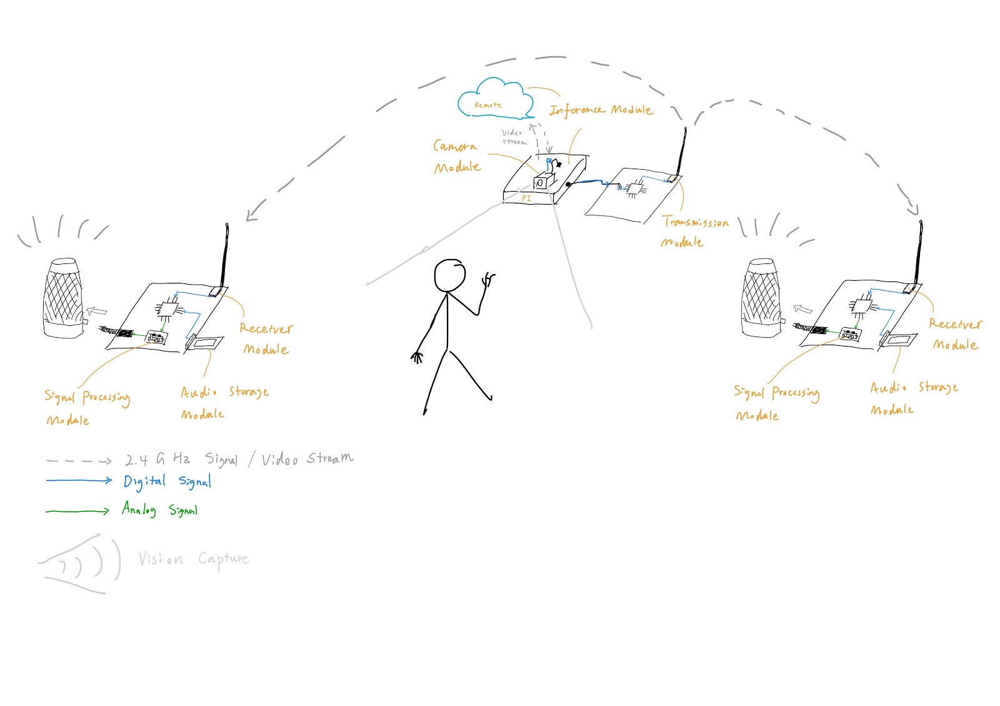 Remote
Inference Module
Video
stream
Camera
Module
PI
Transmission
Module
Receiver
Module
Signal Processing
Module
Audio Storage
Module
Receiver
Module
Signal Processing
Module
Audio Storage
Module
2.4 G Hz Signal / Video Stream
Digital Signal
Analog Signal
Vision Capture